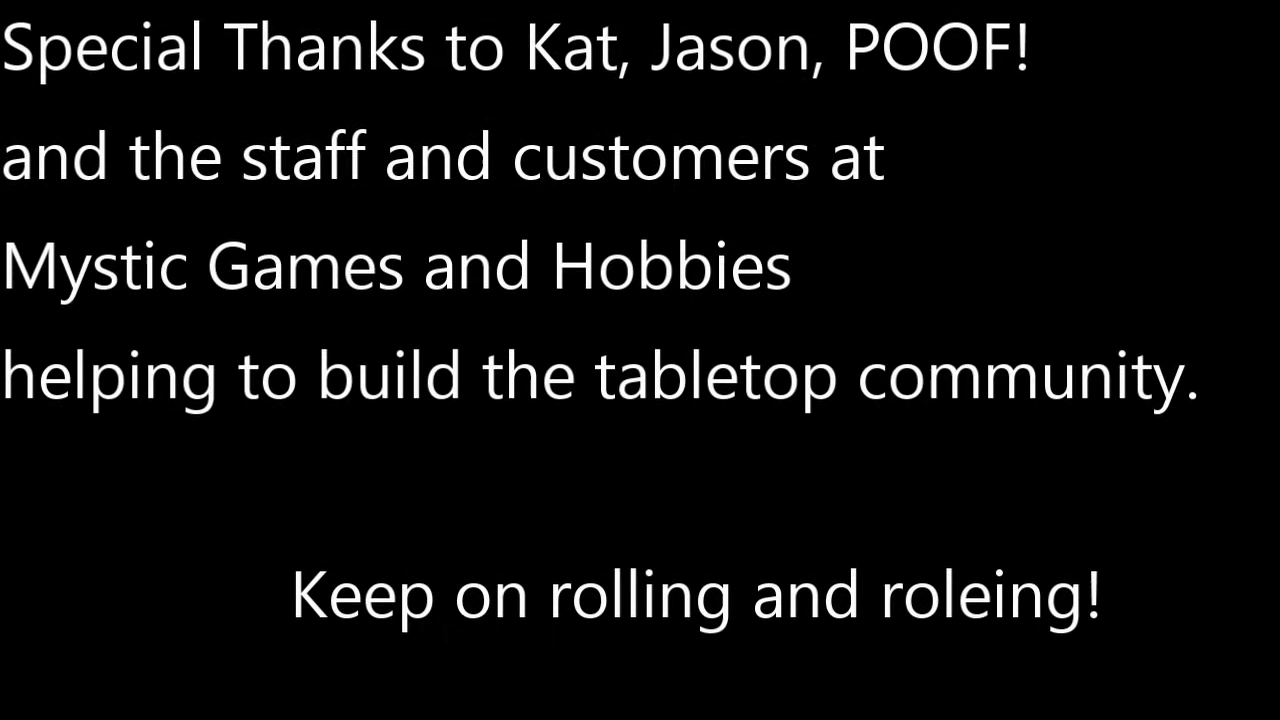 Special Thanks to Kat, Jason, POOF!
and the staff and customers at
Mystic Games and Hobbies
helping to build the tabletop community.
Keep on rolling and roleing!